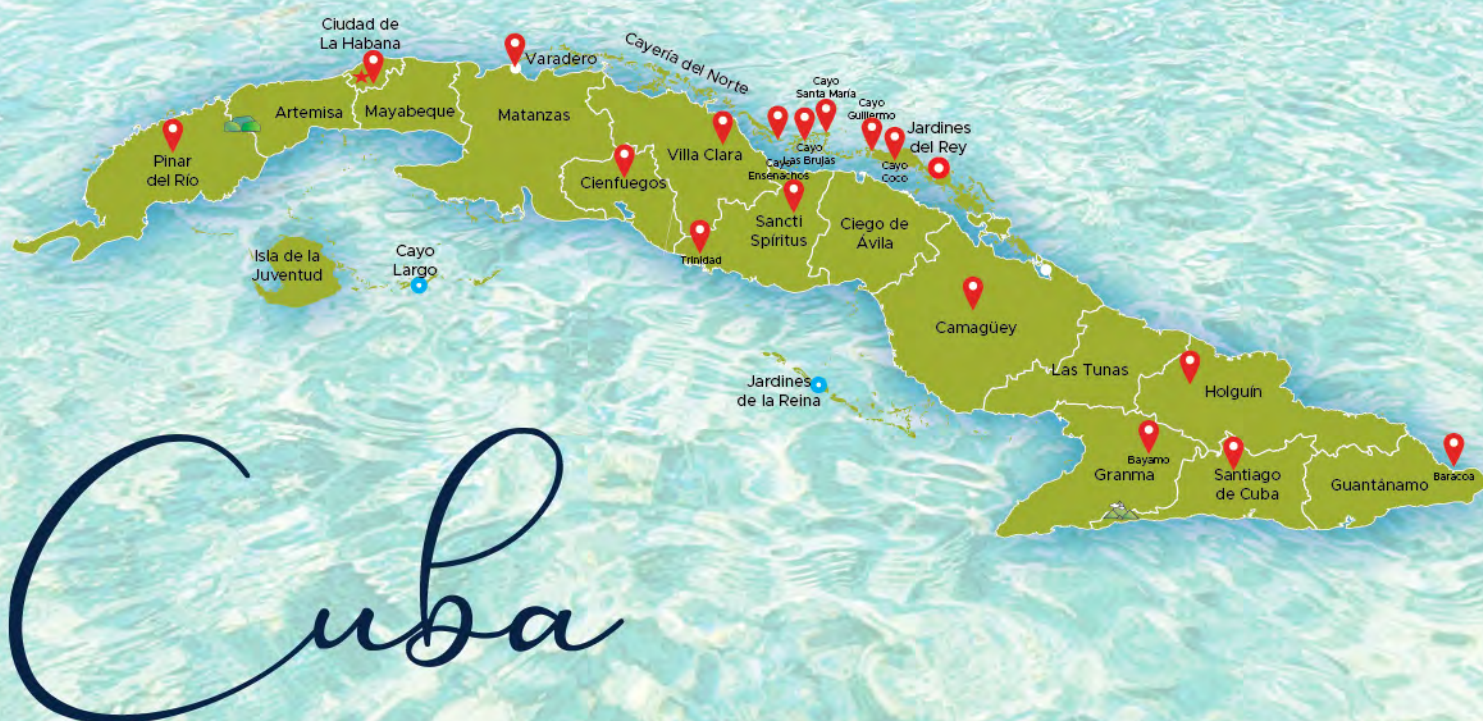 Ciudad de
La Habana
Varadero
Cayería del Norte
Cayo
Santa María
Cayo
Guillermo
Jardines
del Rey
Artemisa
Mayabeque
Matanzas
Pinar
del Río
Villa Clara
Cayo
Las Brujas
Cayo
Ensenachos
Cayo
Coco
Cienfuegos
Sancti
Spíritus
Ciego de
Ávila
Trinidad
Isla de la
Juventud
Cayo
Largo
Camagüey
Las Tunas
Jardines
de la Reina
Holguín
Bayamo
Granma
Santiago
de Cuba
Guantánamo
Baracoa
Cuba